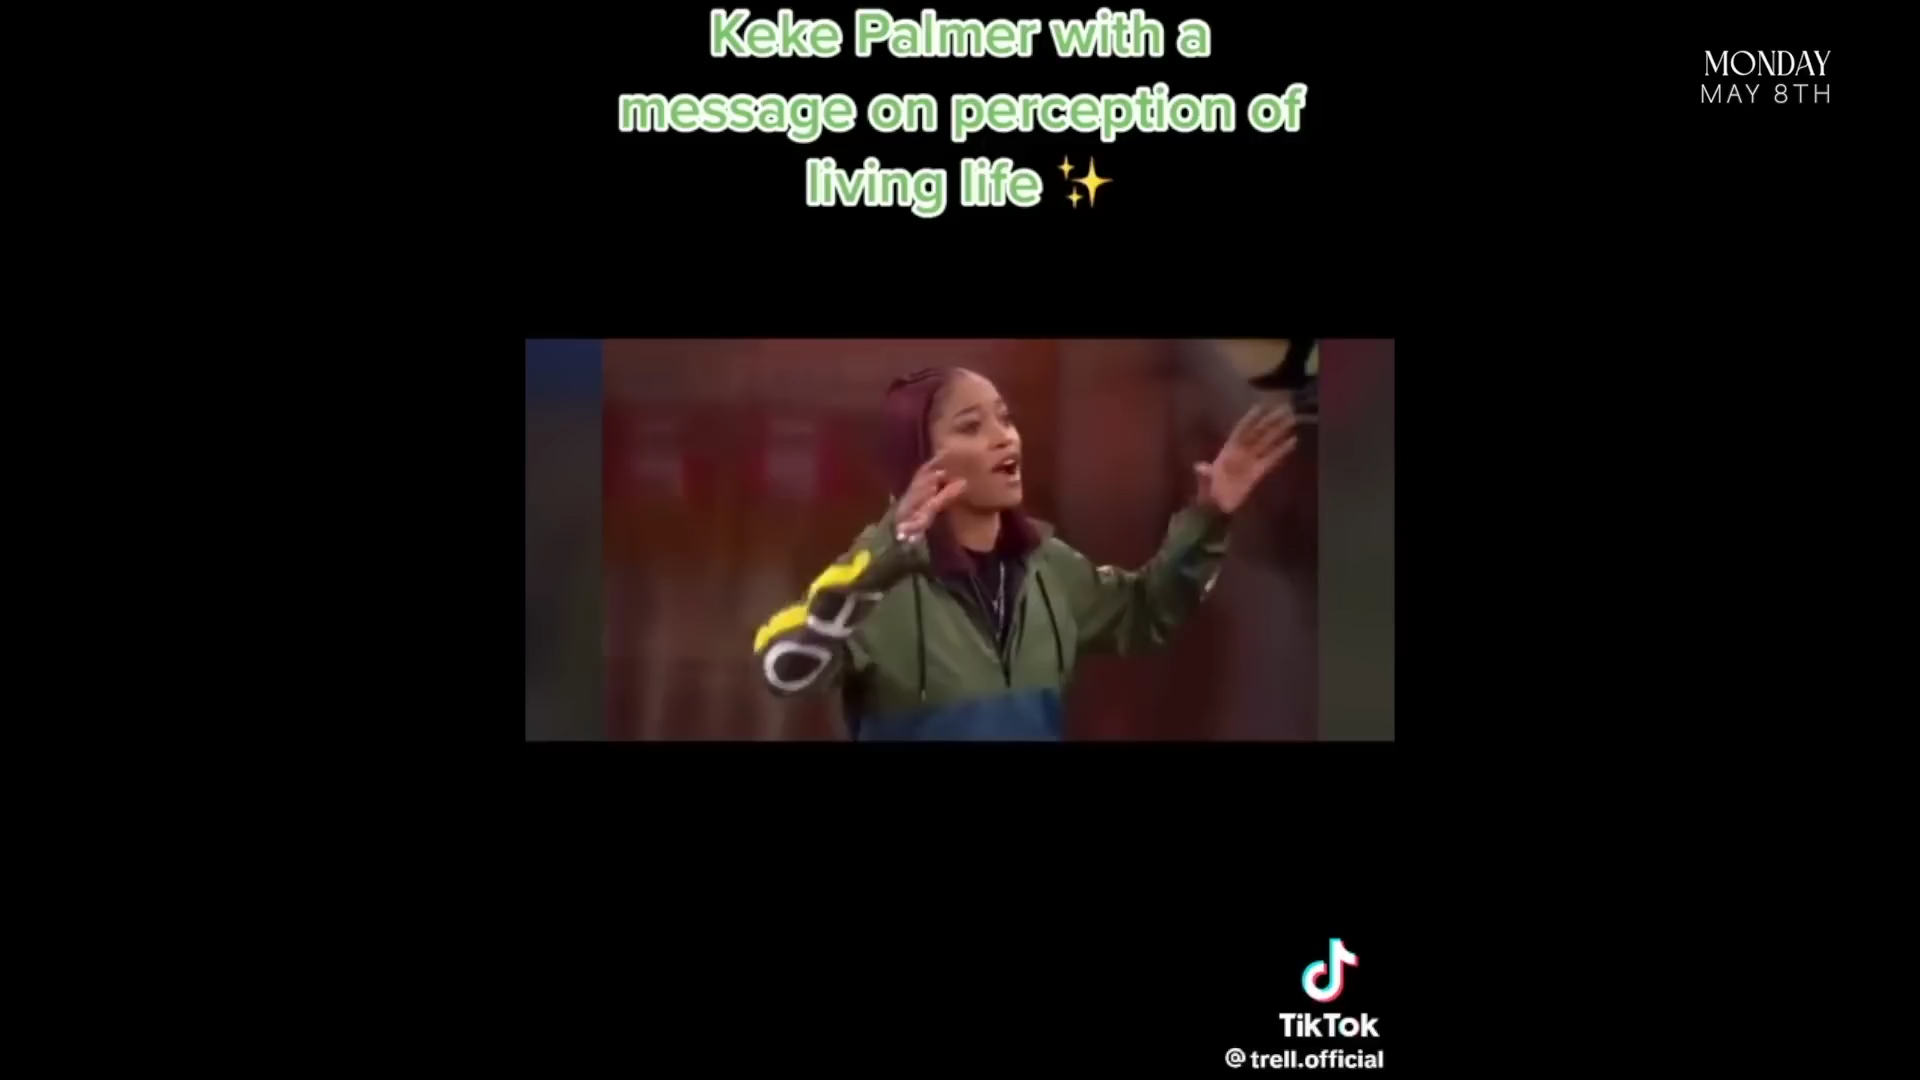 Keke Palmer with a
message on perception of
living life ✨
MONDAY
MAY 8TH
TikTok
@trell.official